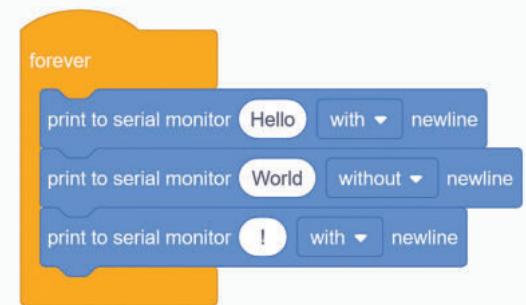 forever
print to serial monitor Hello with newline
print to serial monitor World without newline
print to serial monitor ! with newline